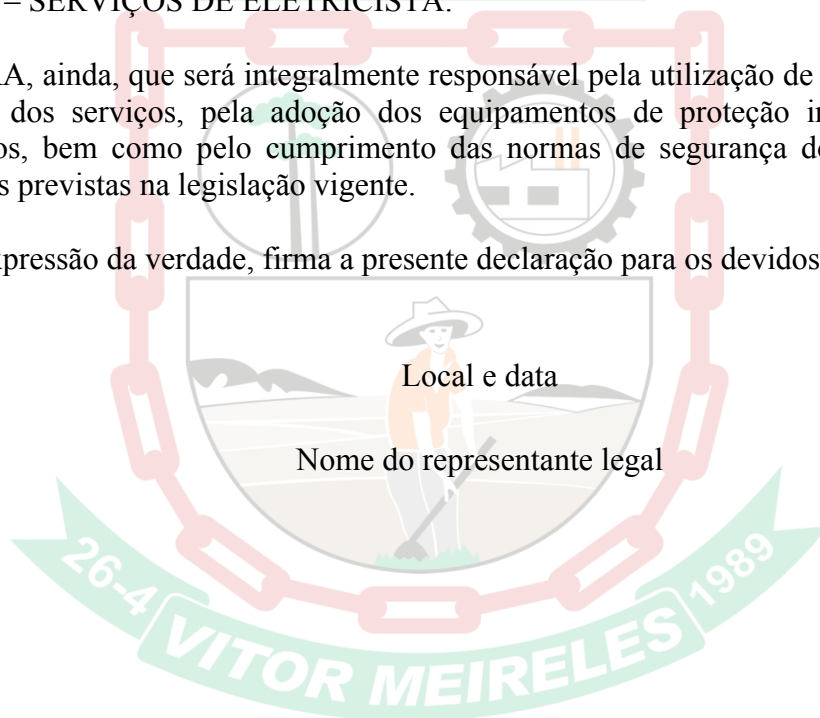 – SERVIÇOS DE ELETRICISTA.
A, ainda, que será integralmente responsável pela utilização de
dos serviços, pela adoção dos equipamentos de proteção in
os, bem como pelo cumprimento das normas de segurança do
s previstas na legislação vigente.
xpressão da verdade, firma a presente declaração para os devidos
Local e data
Nome do representante legal
26-4 VITOR MEIRELES 1989